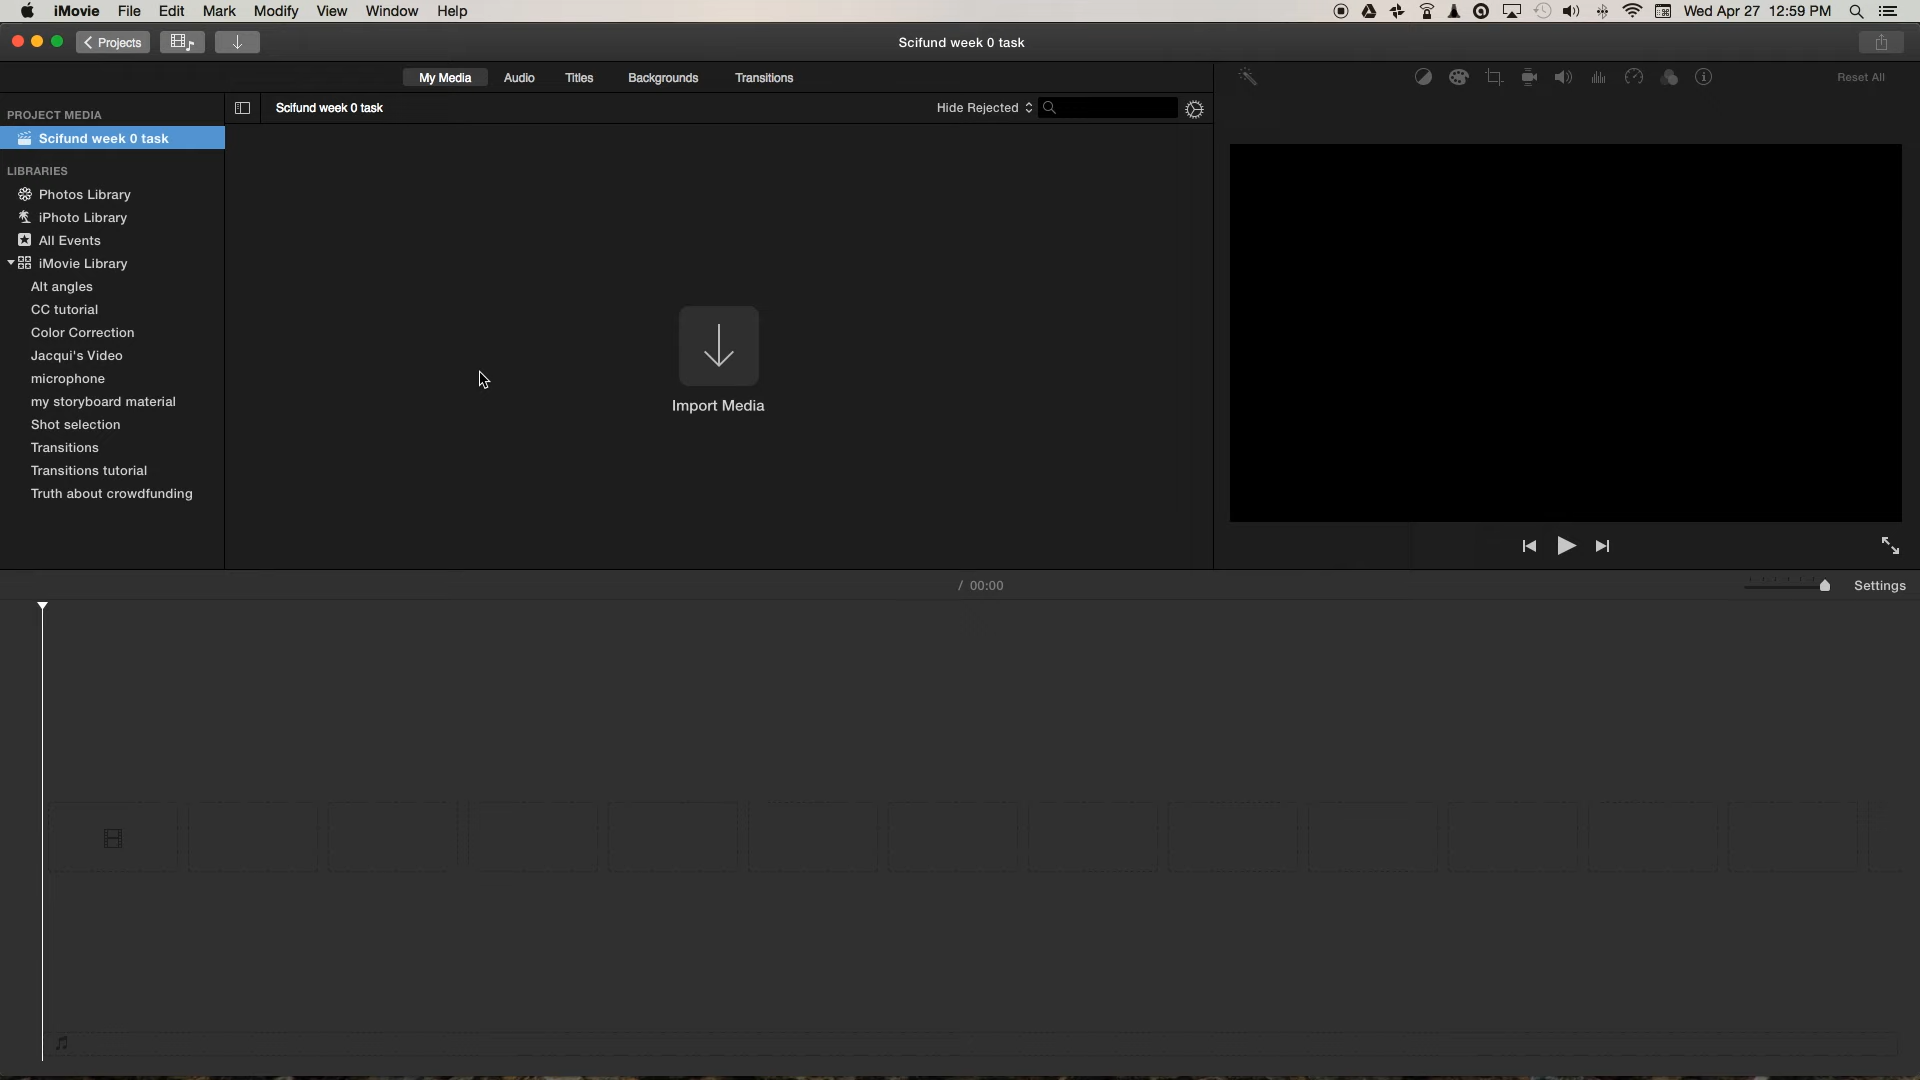 iMovie File Edit Mark Modify View Window Help Wed Apr 27 12:59 PM
Projects Scifund week 0 task
My Media Audio Titles Backgrounds Transitions Reset All
Scifund week 0 task Hide Rejected
PROJECT MEDIA
Scifund week 0 task
LIBRARIES
Photos Library
iPhoto Library
All Events
iMovie Library
Alt angles
CC tutorial
Color Correction
Jacqui's Video
microphone
my storyboard material
Shot selection
Transitions
Transitions tutorial
Truth about crowdfunding
Import Media
/ 00:00 Settings